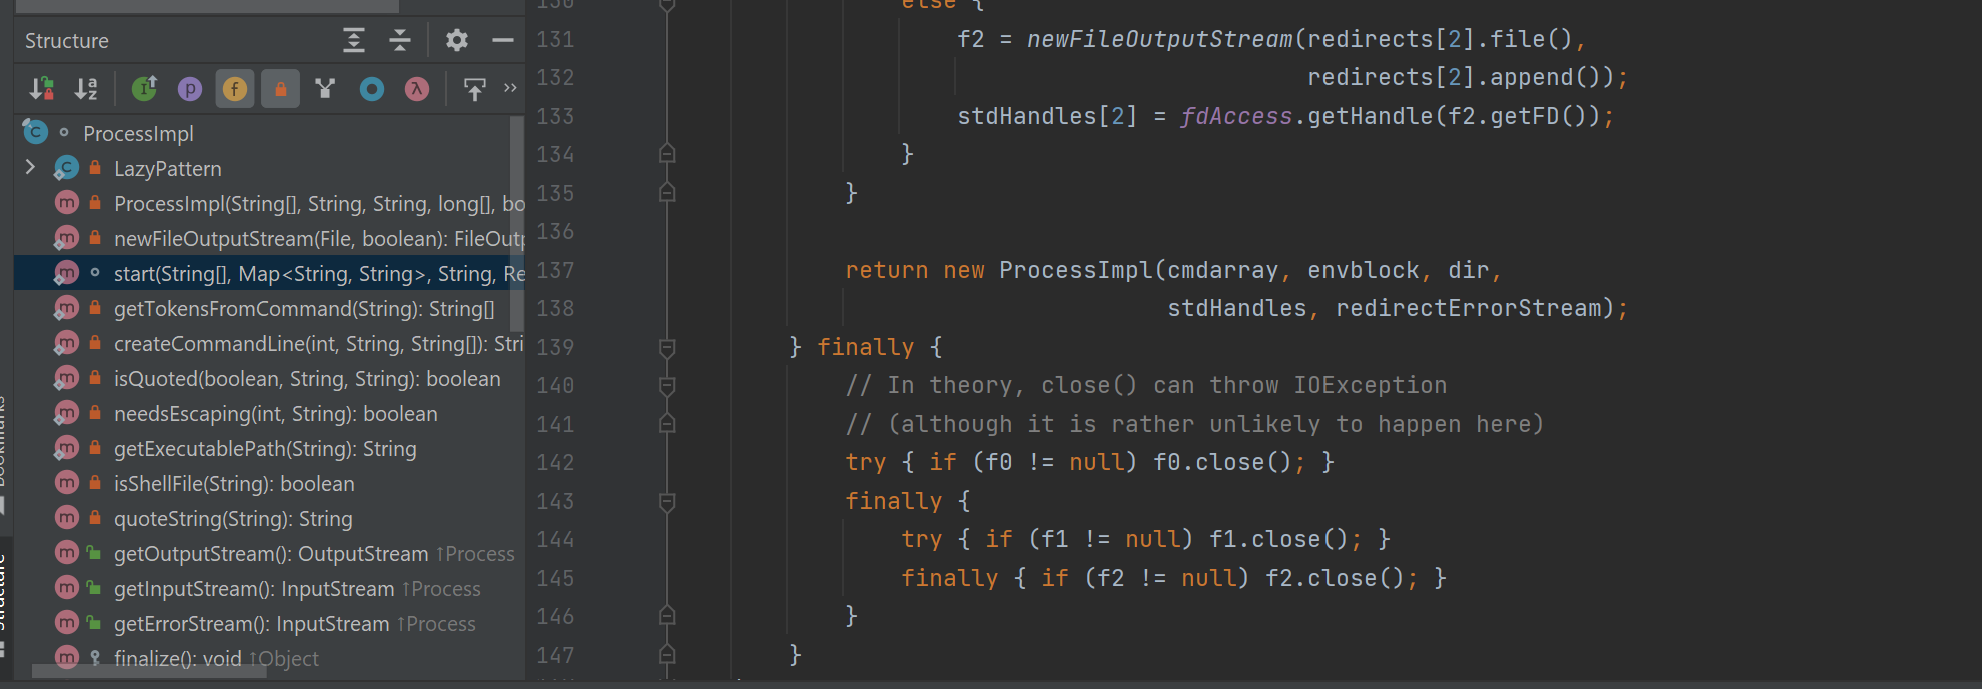 Structure
ProcessImpl
LazyPattern
ProcessImpl(String[], String, String, long[], bo
newFileOutputStream(File, boolean): FileOut
start(String[], Map<String, String>, String, Re
getTokensFromCommand(String): String[]
createCommandLine(int, String, String[]): Stri
isQuoted(boolean, String, String): boolean
needsEscaping(int, String): boolean
getExecutablePath(String): String
isShellFile(String): boolean
quoteString(String): String
getOutputStream(): OutputStream ↑Process
getInputStream(): InputStream ↑Process
getErrorStream(): InputStream ↑Process
finalize(): void ↑Object
130 else {
131 f2 = newFileOutputStream(redirects[2].file(),
132 redirects[2].append());
133 stdHandles[2] = fdAccess.getHandle(f2.getFD());
134 }
135 }
136
137 return new ProcessImpl(cmdarray, envblock, dir,
138 stdHandles, redirectErrorStream);
139 } finally {
140 // In theory, close() can throw IOException
141 // (although it is rather unlikely to happen here)
142 try { if (f0 != null) f0.close(); }
143 finally {
144 try { if (f1 != null) f1.close(); }
145 finally { if (f2 != null) f2.close(); }
146 }
147 }